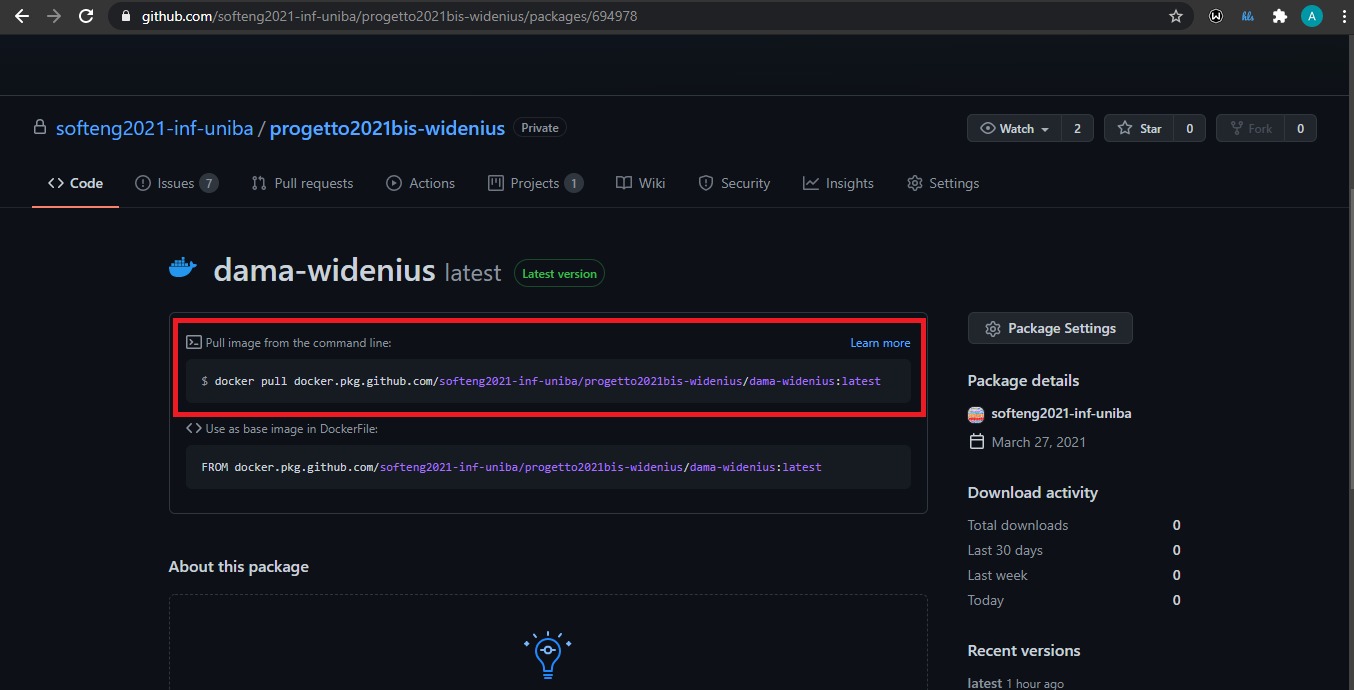 github.com/softeng2021-inf-uniba/progetto2021bis-widenius/packages/694978
A
softeng2021-inf-uniba / progetto2021bis-widenius Private
Watch 2 Star 0 Fork 0
Code Issues 7 Pull requests Actions Projects 1 Wiki Security Insights Settings
dama-widenius latest Latest version
Pull image from the command line: Learn more
$ docker pull docker.pkg.github.com/softeng2021-inf-uniba/progetto2021bis-widenius/dama-widenius:latest
Use as base image in DockerFile:
FROM docker.pkg.github.com/softeng2021-inf-uniba/progetto2021bis-widenius/dama-widenius:latest
About this package
Package Settings
Package details
softeng2021-inf-uniba
March 27, 2021
Download activity
Total downloads 0
Last 30 days 0
Last week 0
Today 0
Recent versions
latest 1 hour ago